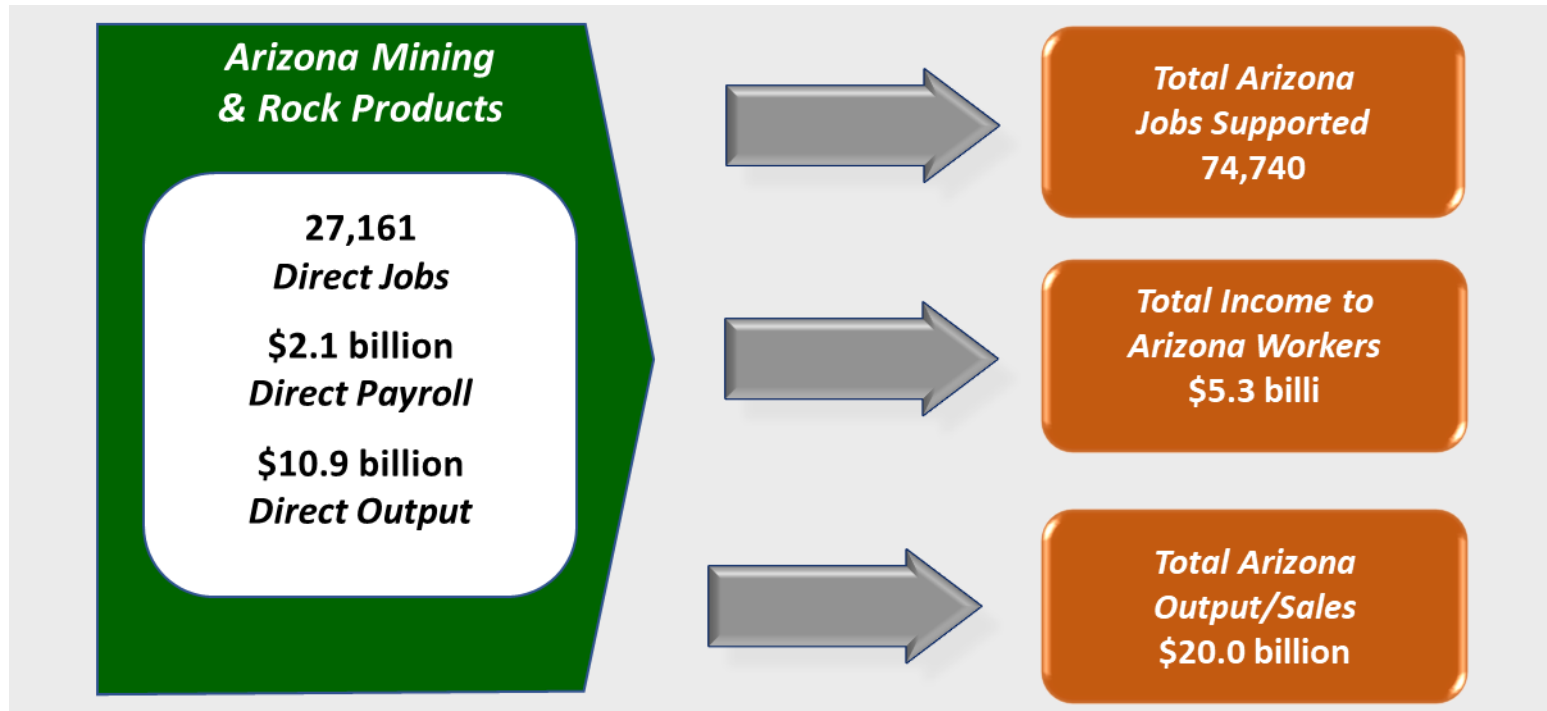 Arizona Mining
& Rock Products
27,161
Direct Jobs
$2.1 billion
Direct Payroll
$10.9 billion
Direct Output
Total Arizona
Jobs Supported
74,740
Total Income to
Arizona Workers
$5.3 billi
Total Arizona
Output/Sales
$20.0 billion